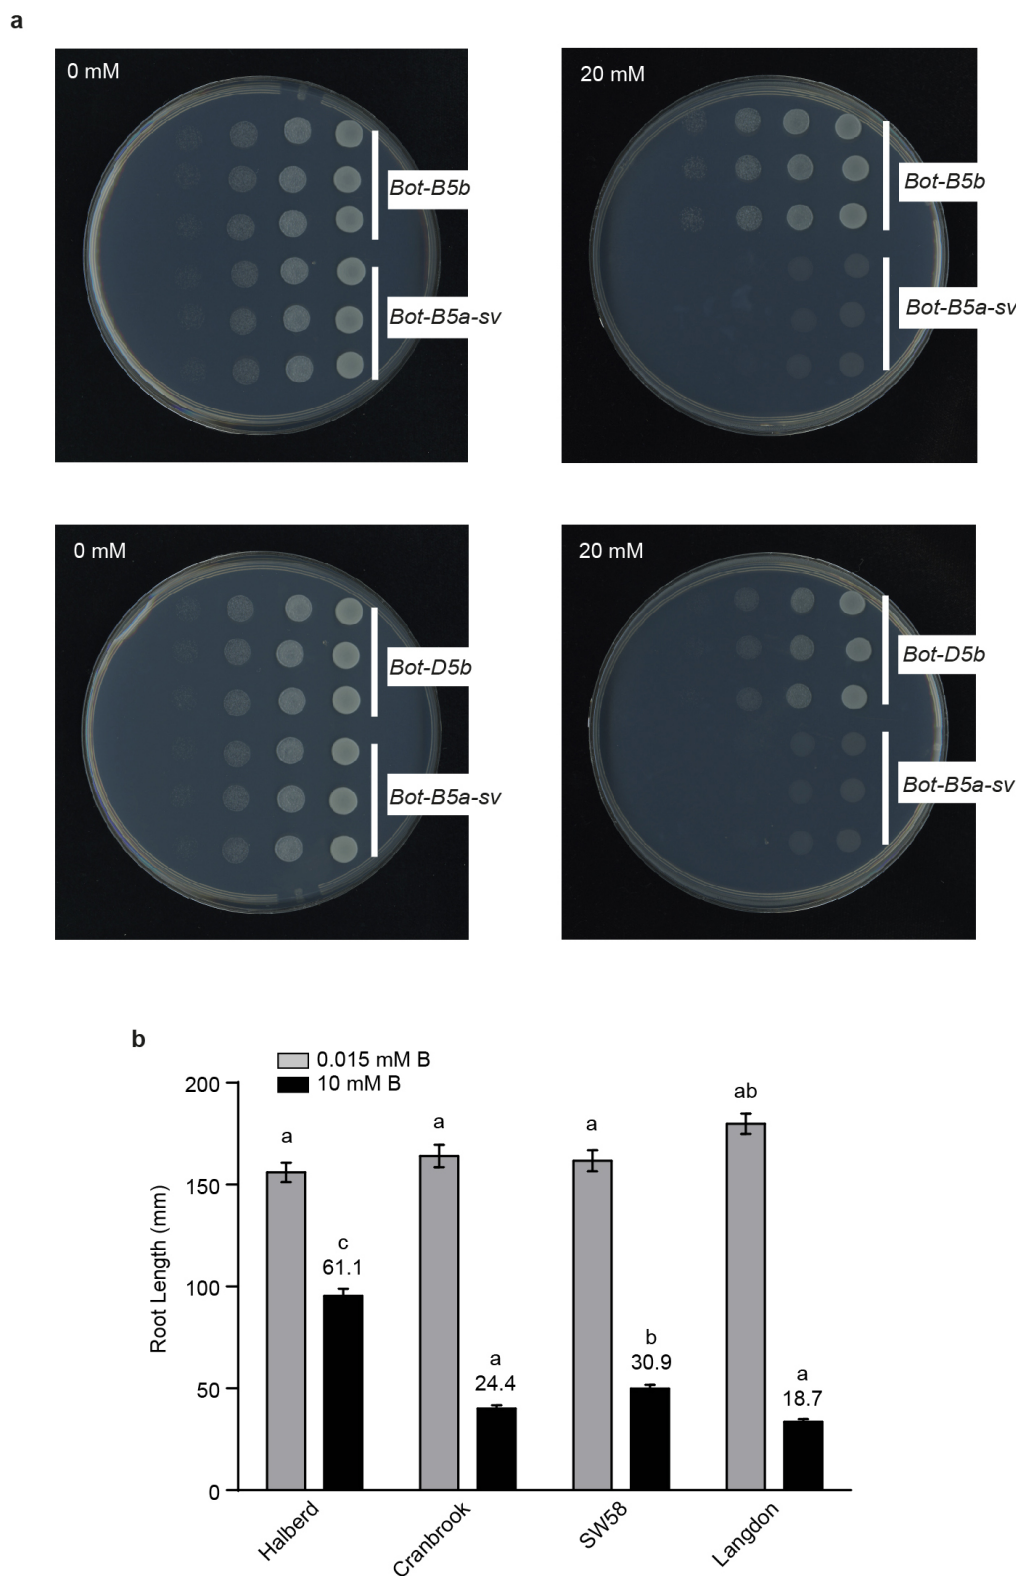 a
0 mM
20 mM
Bot-B5b
Bot-B5b
Bot-B5a-sv
Bot-B5a-sv
0 mM
20 mM
Bot-D5b
Bot-D5b
Bot-B5a-sv
Bot-B5a-sv
b
0.015 mM B
10 mM B
Root Length (mm)
200
150
100
50
0
a
c
61.1
a
a
24.4
a
b
30.9
ab
a
18.7
Halberd
Cranbrook
SW58
Langdon